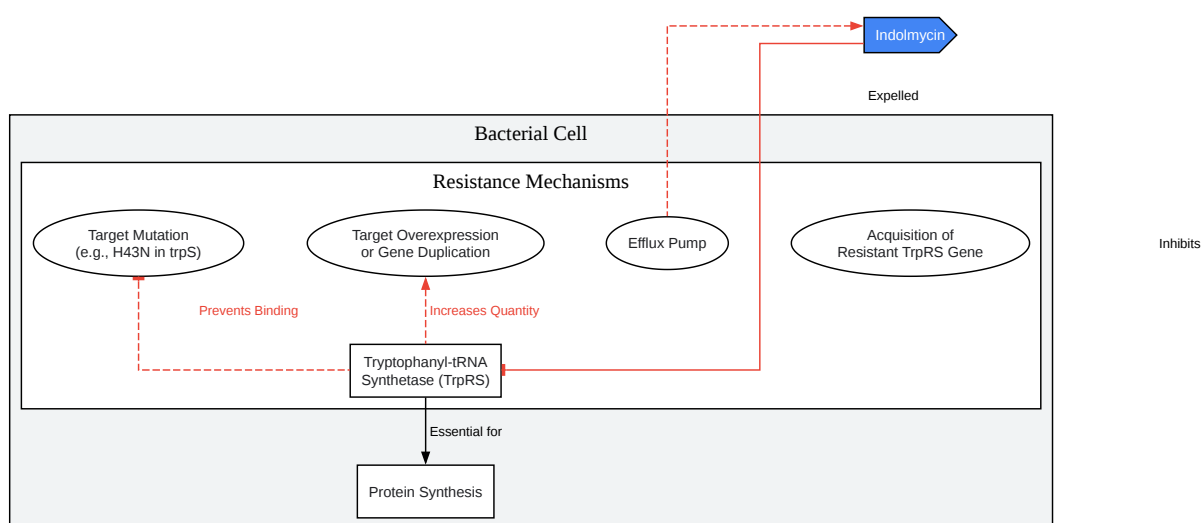 Indolmycin
Expelled
Bacterial Cell
Resistance Mechanisms
Target Mutation
(e.g., H43N in trpS)
Target Overexpression
or Gene Duplication
Efflux Pump
Acquisition of
Resistant TrpRS Gene
Inhibits
Prevents Binding
Increases Quantity
Tryptophanyl-tRNA
Synthetase (TrpRS)
Essential for
Protein Synthesis